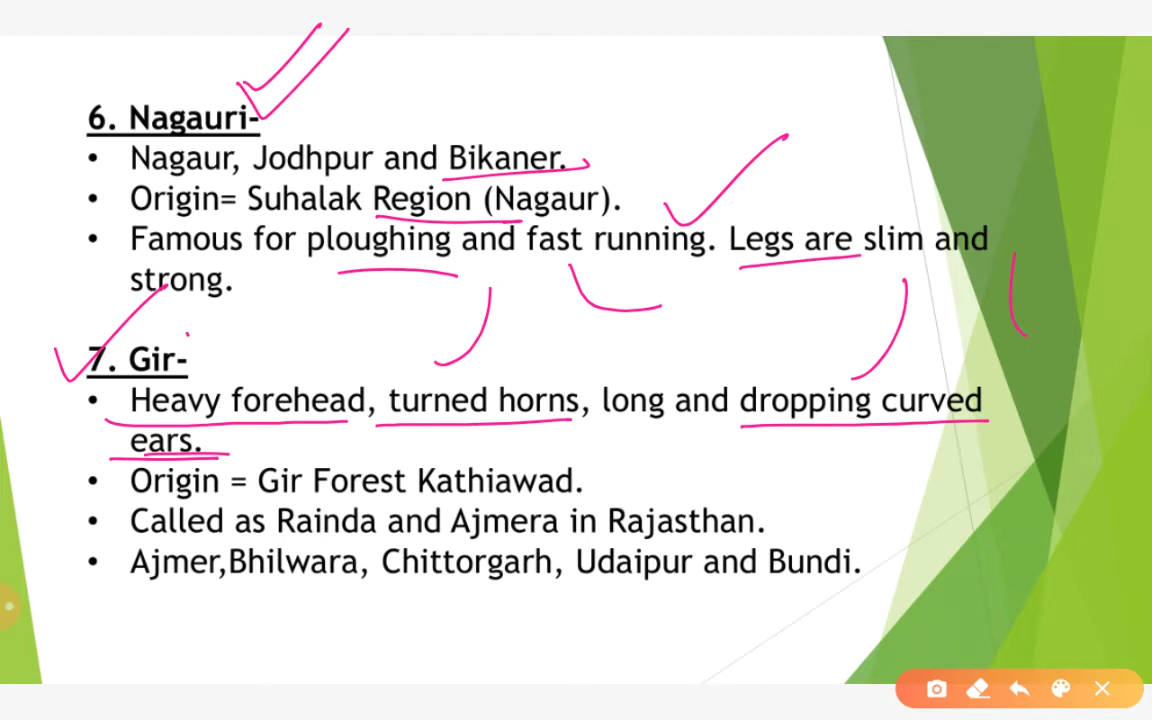 6. Nagauri-
• Nagaur, Jodhpur and Bikaner.
• Origin= Suhalak Region (Nagaur).
• Famous for ploughing and fast running. Legs are slim and
strong.
7. Gir-
• Heavy forehead, turned horns, long and dropping curved
ears.
• Origin = Gir Forest Kathiawad.
• Called as Rainda and Ajmera in Rajasthan.
• Ajmer,Bhilwara, Chittorgarh, Udaipur and Bundi.